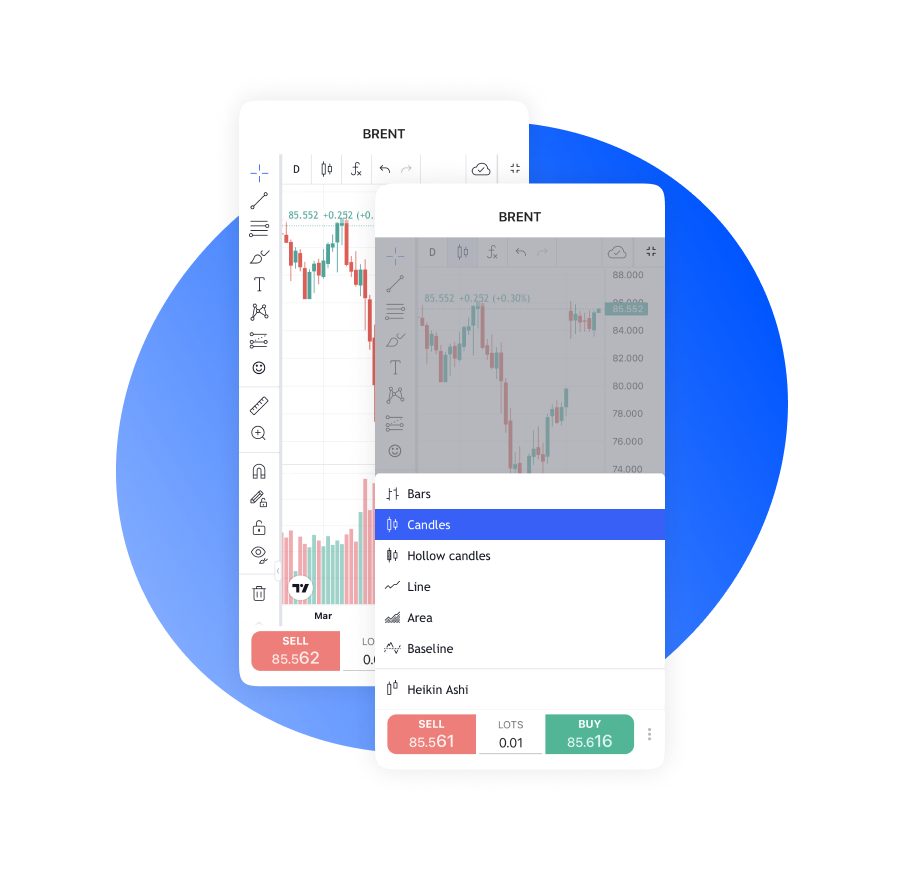 BRENT
D
85.552 +0.252 (+0.
Mar
SELL
85.562
LO
0.0
BRENT
D
88.000
85.552 +0.252 (+0.30%)
86.000
85.552
84.000
82.000
80.000
78.000
76.000
74.000
Bars
Candles
Hollow candles
Line
Area
Baseline
Heikin Ashi
SELL
85.561
LOTS
0.01
BUY
85.616